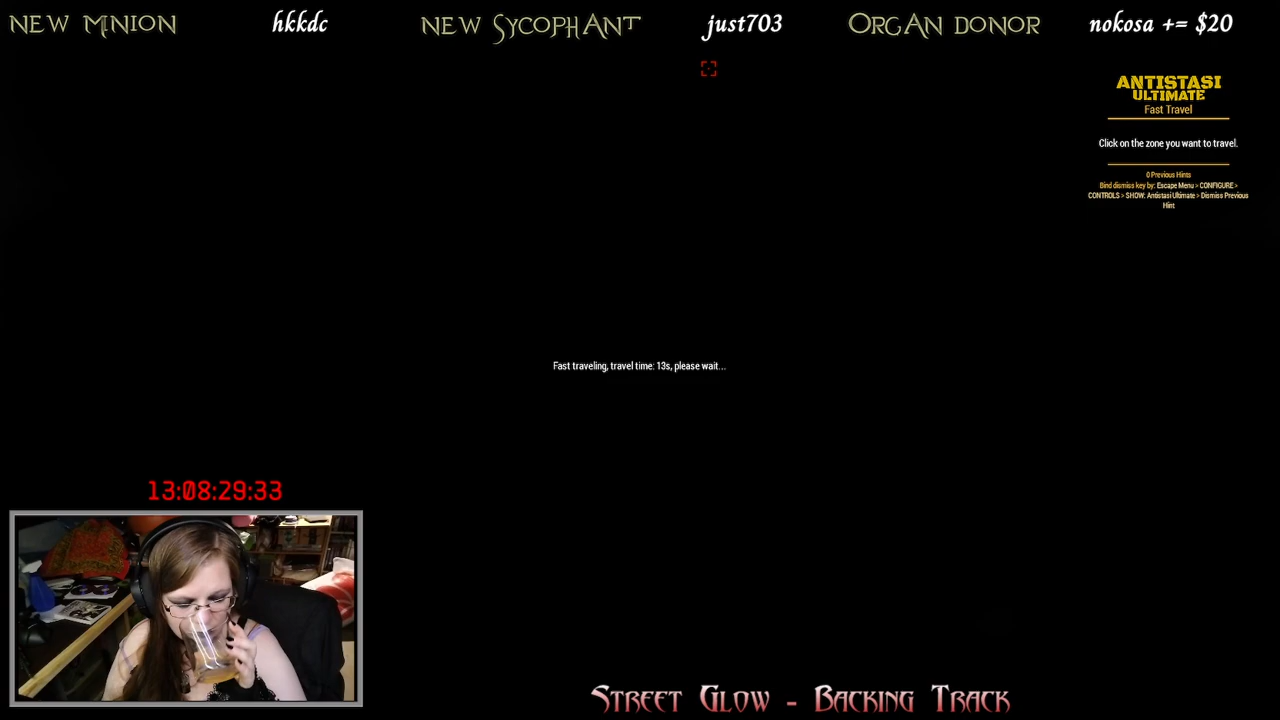 NEW MINION
hkkdc
NEW SYCOPHANT
just703
ORGAN DONOR
nokosa += $20
ANTISTASI
ULTIMATE
Fast Travel
Click on the zone you want to travel.
0 Previous Hints
Bind dismiss key by: Escape Menu > CONFIGURE >
CONTROLS > SHOW: Antistasi Ultimate > Dismiss Previous
Hint
Fast traveling, travel time: 13s, please wait...
13:08:29:33
STREET GLOW - BACKING TRACK